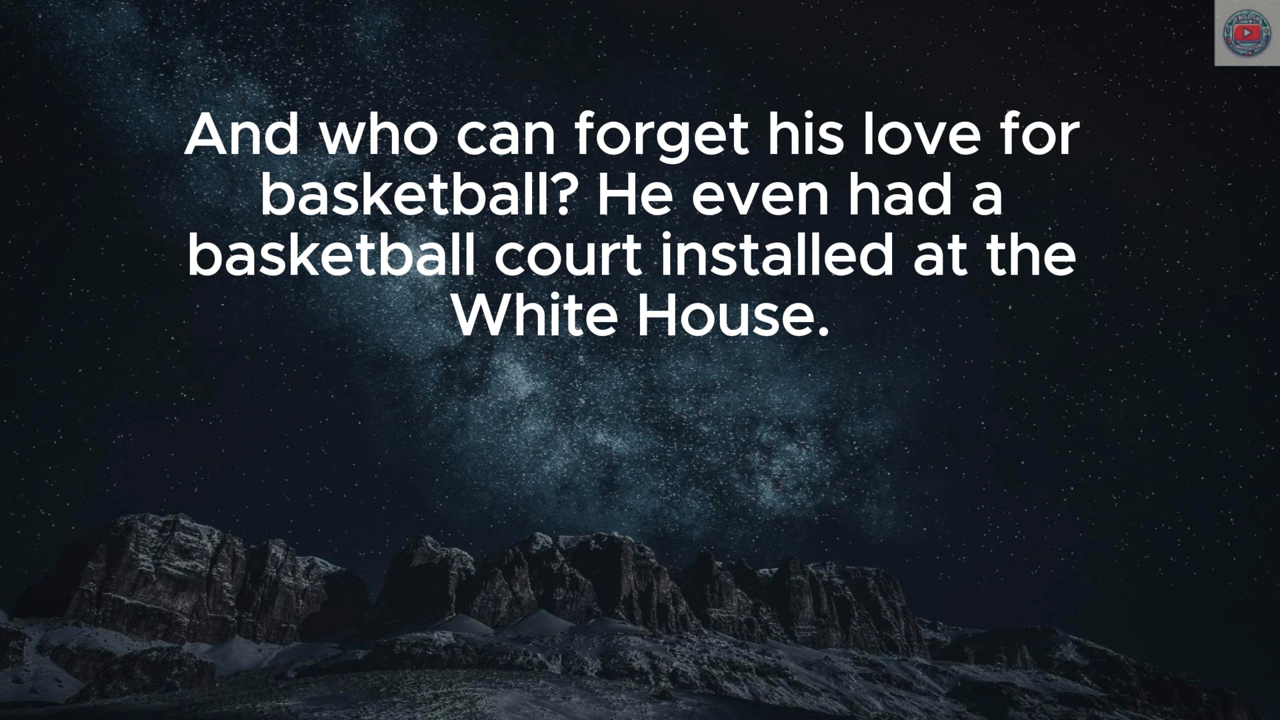 And who can forget his love for
basketball? He even had a
basketball court installed at the
White House.